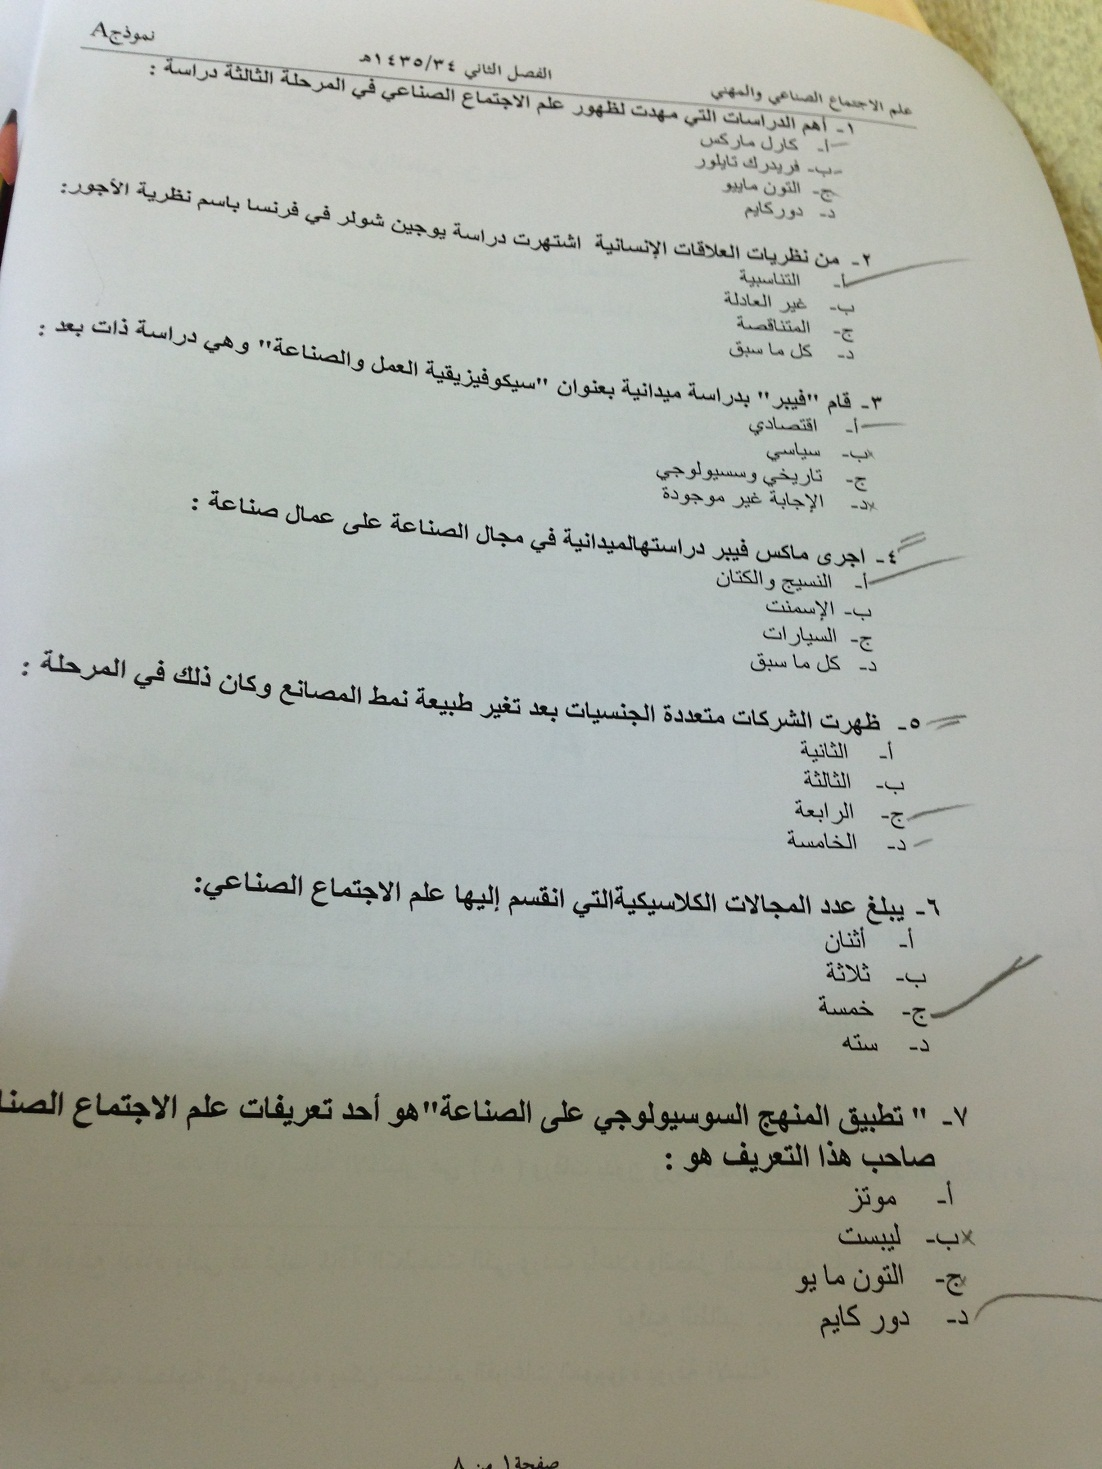 علم الاجتماع الصناعي والمهني الفصل الثاني ١٤٣٥/٣٤هـ نموذجA
١- أهم الدراسات التي مهدت لظهور علم الاجتماع الصناعي في المرحلة الثالثة دراسة :
أ- كارل ماركس
ب- فريدرك تايلور
ج- التون ماييو
د- دوركايم
٢- من نظريات العلاقات الإنسانية اشتهرت دراسة يوجين شولر في فرنسا باسم نظرية الأجور:
أ- التناسبية
ب- غير العادلة
ج- المتناقصة
د- كل ما سبق
٣- قام "فيبر" بدراسة ميدانية بعنوان "سيكوفيزيقية العمل والصناعة" وهي دراسة ذات بعد :
أ- اقتصادي
ب- سياسي
ج- تاريخي وسسيولوجي
د- الإجابة غير موجودة
٤- اجرى ماكس فيبر دراستهالميدانية في مجال الصناعة على عمال صناعة :
أ- النسيج والكتان
ب- الإسمنت
ج- السيارات
د- كل ما سبق
٥- ظهرت الشركات متعددة الجنسيات بعد تغير طبيعة نمط المصانع وكان ذلك في المرحلة :
أ- الثانية
ب- الثالثة
ج- الرابعة
د- الخامسة
٦- يبلغ عدد المجالات الكلاسيكيةالتي انقسم إليها علم الاجتماع الصناعي:
أ- أثنان
ب- ثلاثة
ج- خمسة
د- سته
٧- " تطبيق المنهج السوسيولوجي على الصناعة"هو أحد تعريفات علم الاجتماع الصنا
صاحب هذا التعريف هو :
أ- موتز
ب- ليبست
ج- التون ما يو
د- دور كايم
صفحة١ من ٨